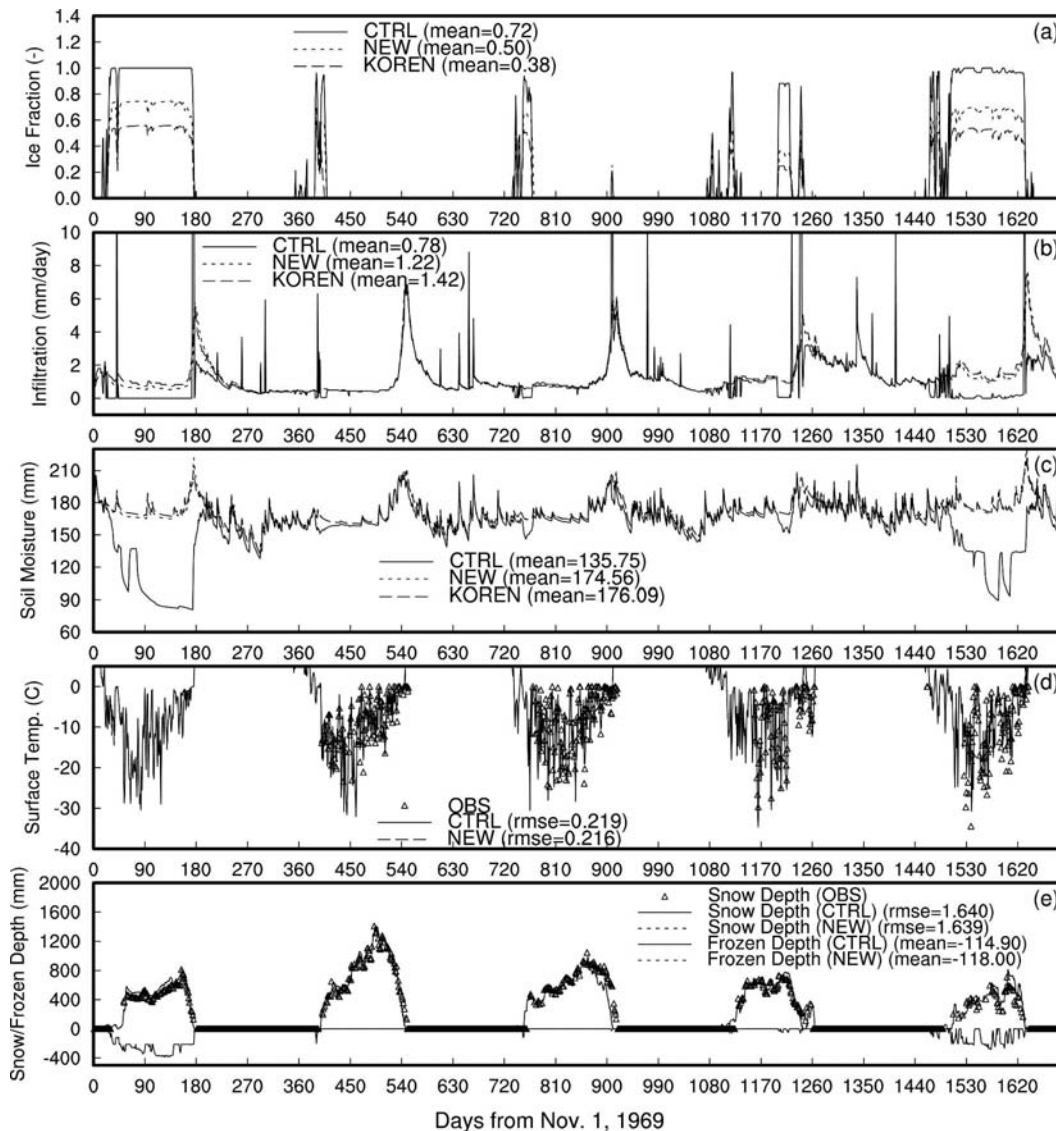 1.4
1.2
1.0
0.8
0.6
0.4
0.2
0.0
Ice Fraction (-)
CTRL (mean=0.72)
NEW (mean=0.50)
KOREN (mean=0.38)
(a)
0 90 180 270 360 450 540 630 720 810 900 990 1080 1170 1260 1350 1440 1530 1620
10
8
6
4
2
0
Infiltration (mm/day)
CTRL (mean=0.78)
NEW (mean=1.22)
KOREN (mean=1.42)
(b)
0 90 180 270 360 450 540 630 720 810 900 990 1080 1170 1260 1350 1440 1530 1620
210
180
150
120
90
60
Soil Moisture (mm)
(c)
CTRL (mean=135.75)
NEW (mean=174.56)
KOREN (mean=176.09)
0 90 180 270 360 450 540 630 720 810 900 990 1080 1170 1260 1350 1440 1530 1620
0
-10
-20
-30
-40
Surface Temp. (C)
(d)
OBS
CTRL (rmse=0.219)
NEW (rmse=0.216)
0 90 180 270 360 450 540 630 720 810 900 990 1080 1170 1260 1350 1440 1530 1620
2000
1600
1200
800
400
0
-400
Snow/Frozen Depth (mm)
Snow Depth (OBS)
Snow Depth (CTRL) (rmse=1.640)
Snow Depth (NEW) (rmse=1.639)
Frozen Depth (CTRL) (mean=-114.90)
Frozen Depth (NEW) (mean=-118.00)
(e)
0 90 180 270 360 450 540 630 720 810 900 990 1080 1170 1260 1350 1440 1530 1620
Days from Nov. 1, 1969